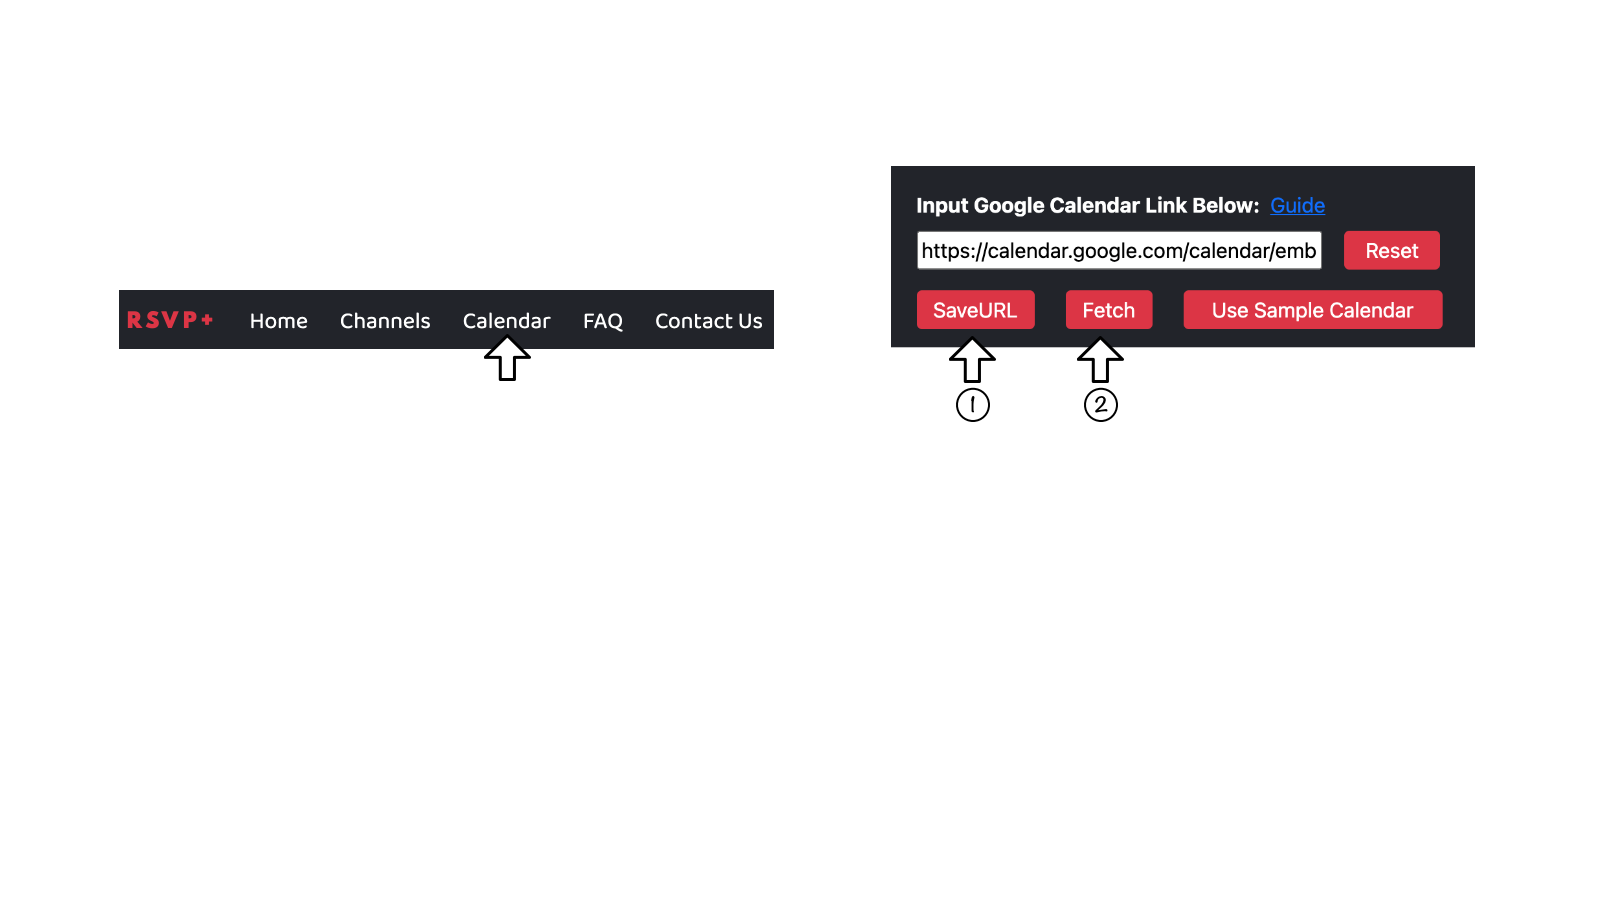 RSVP+ Home Channels Calendar FAQ Contact Us
Input Google Calendar Link Below: Guide
https://calendar.google.com/calendar/emb Reset
SaveURL Fetch Use Sample Calendar
1 2